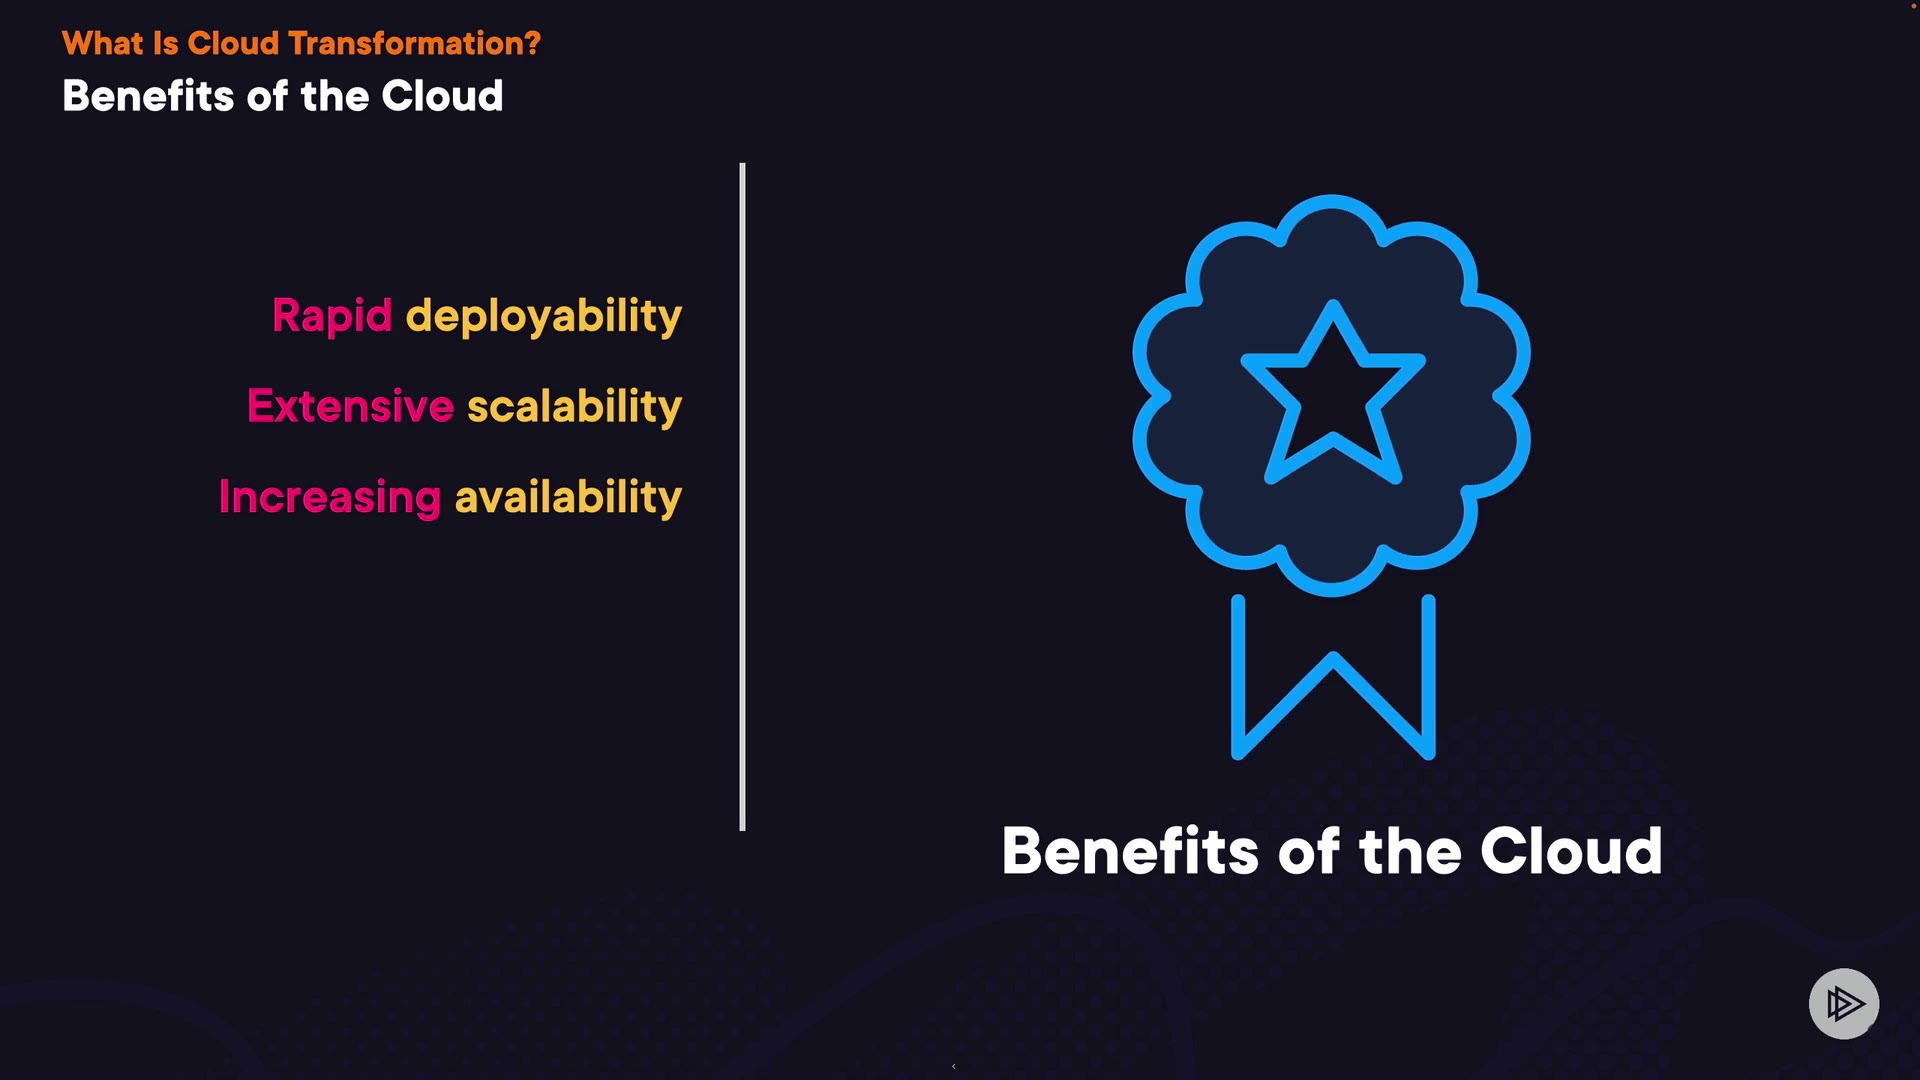 What Is Cloud Transformation?
Benefits of the Cloud
Rapid deployability
Extensive scalability
Increasing availability
Benefits of the Cloud